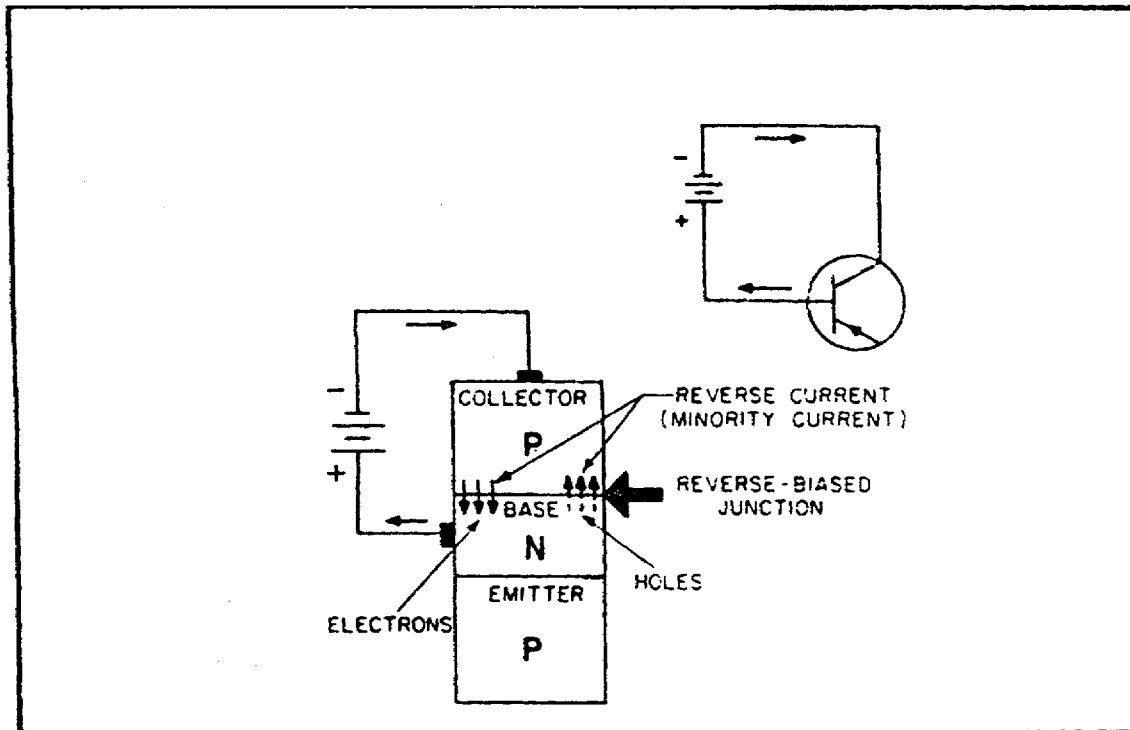 -
+
-
+
COLLECTOR
P
REVERSE CURRENT
(MINORITY CURRENT)
REVERSE-BIASED
JUNCTION
BASE
N
HOLES
EMITTER
ELECTRONS
P